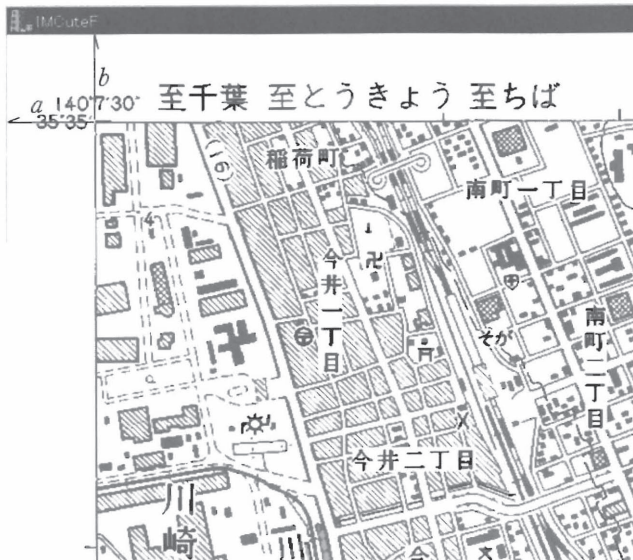 IMCuteF
b
a 140°7'30"
35°35'
至千葉 至とうきょう 至ちば
(16)
稲荷町
南町一丁目
4
今井一丁目
そが
南町二丁目
今井二丁目
川崎